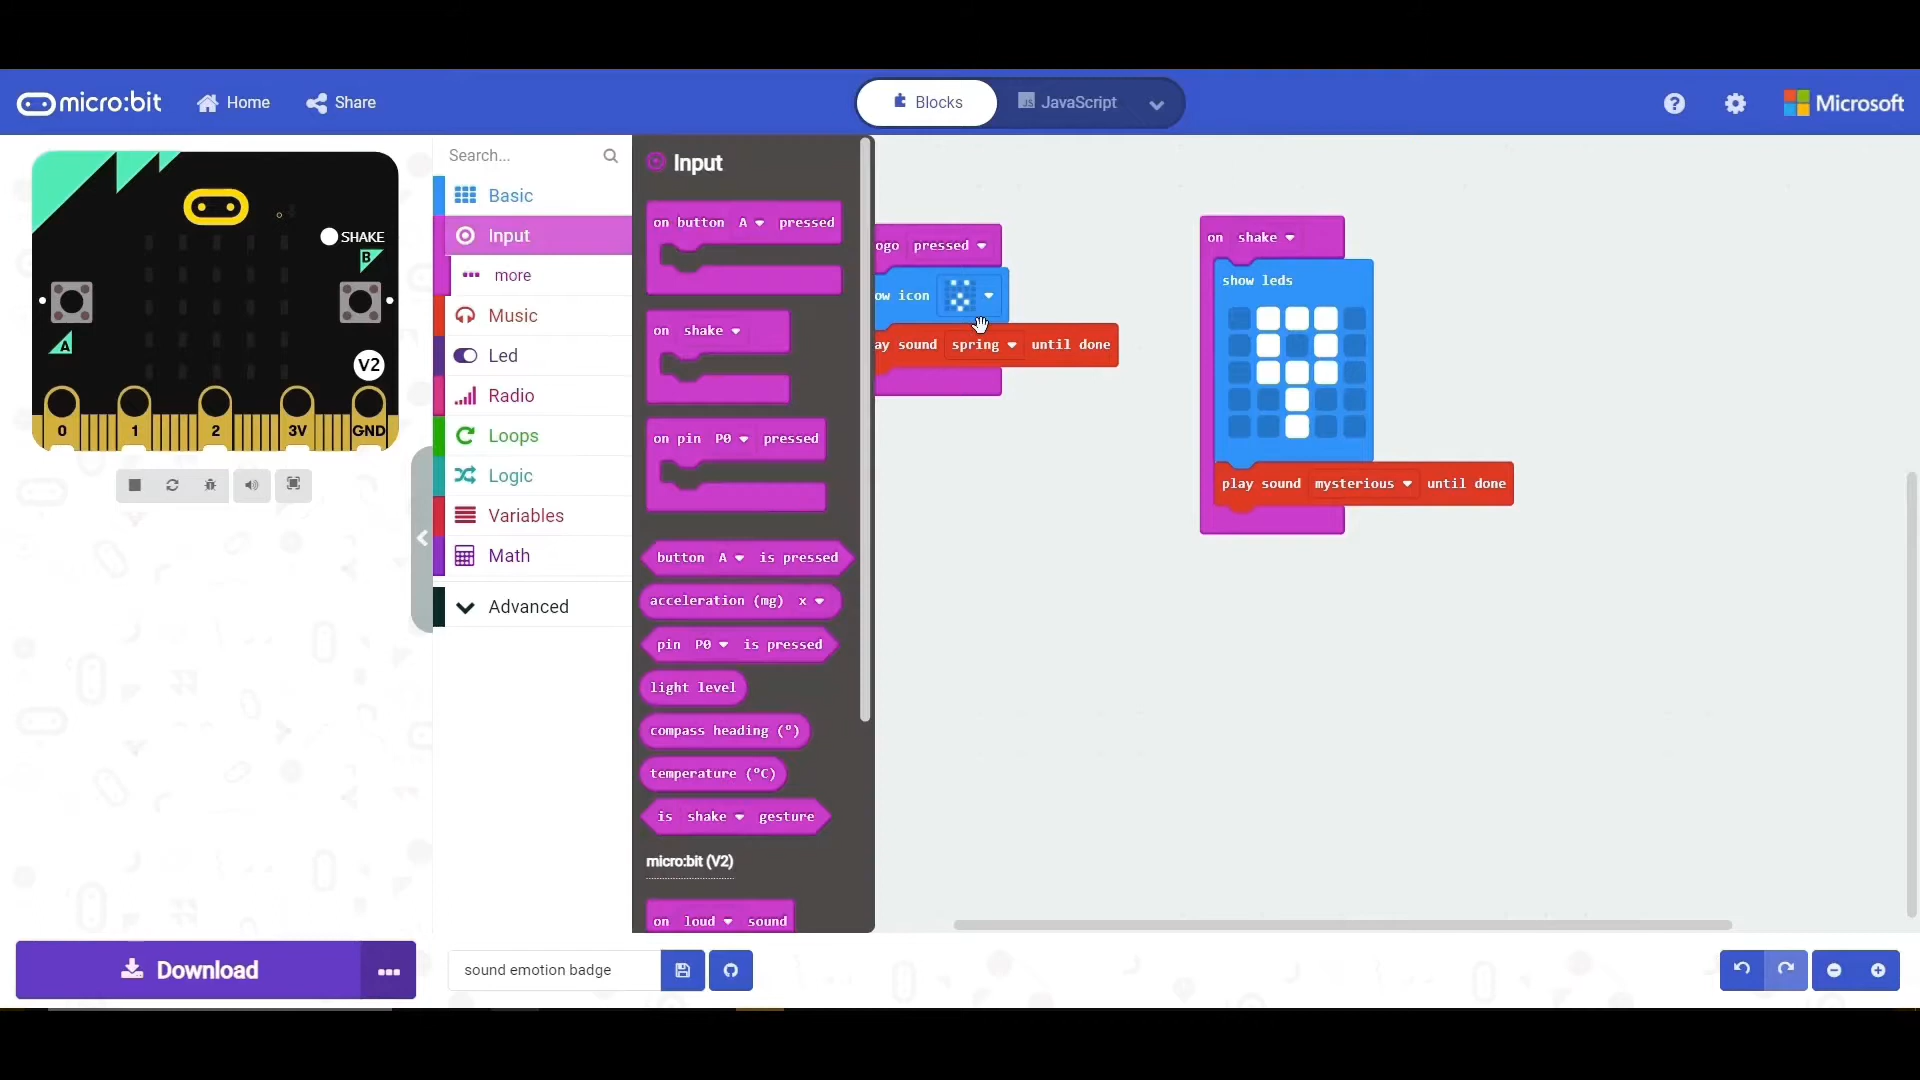 micro:bit
Home
Share
Blocks
JS JavaScript
?
Microsoft
SHAKE
B
A
V2
0 1 2 3V GND
Search...
Basic
Input
more
Music
Led
Radio
Loops
Logic
Variables
Math
Advanced
Input
on button A pressed
on shake
on pin P0 pressed
button A is pressed
acceleration (mg) x
pin P0 is pressed
light level
compass heading (°)
temperature (°C)
is shake gesture
micro:bit (V2)
on loud sound
ogo pressed
ow icon
ay sound spring until done
on shake
show leds
play sound mysterious until done
Download
sound emotion badge